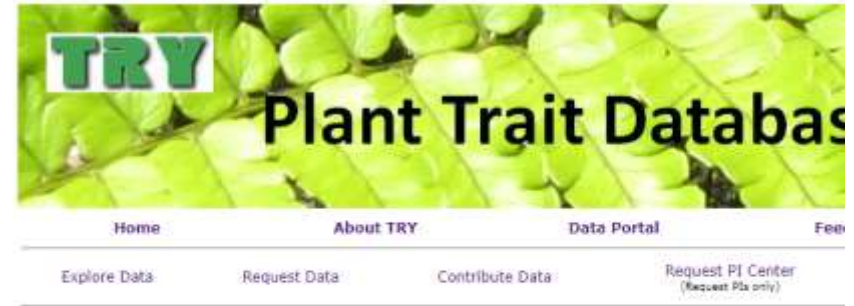 TRY
Plant Trait Databas
Home About TRY Data Portal Feed
Explore Data Request Data Contribute Data Request PI Center
(Request PIs only)